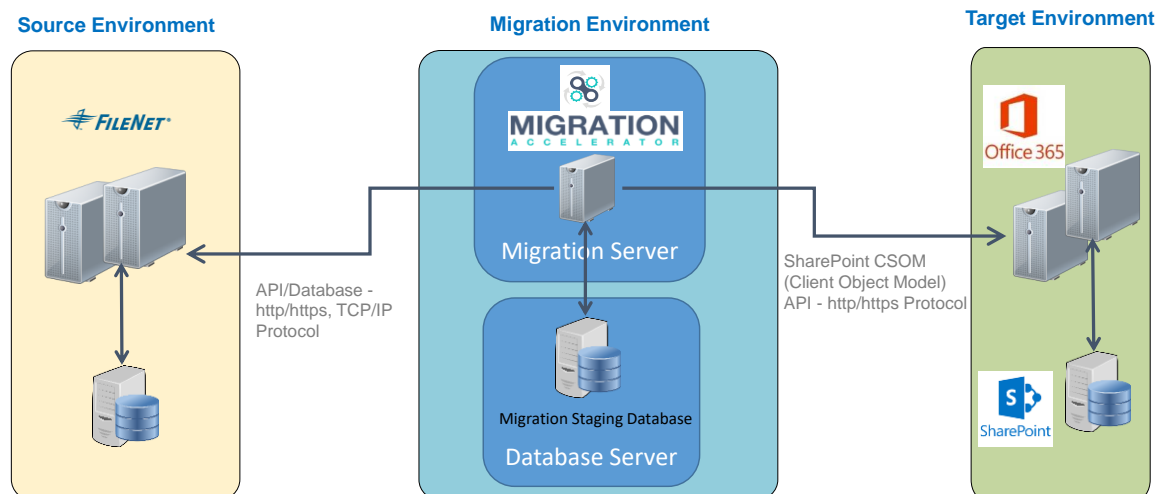 Source Environment
Migration Environment
Target Environment
FILENET®
MIGRATION
ACCELERATOR
Office 365
Migration Server
API/Database -
http/https, TCP/IP
Protocol
SharePoint CSOM
(Client Object Model)
API - http/https Protocol
Migration Staging Database
Database Server
S
SharePoint